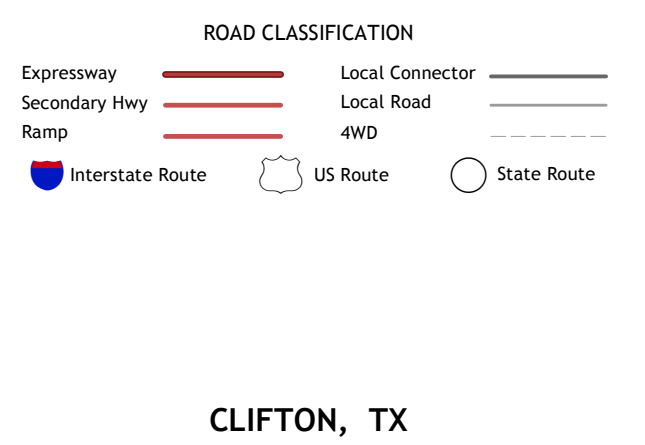 ROAD CLASSIFICATION
Expressway
Local Connector
Secondary Hwy
Local Road
Ramp
4WD
Interstate Route
US Route
State Route
CLIFTON, TX